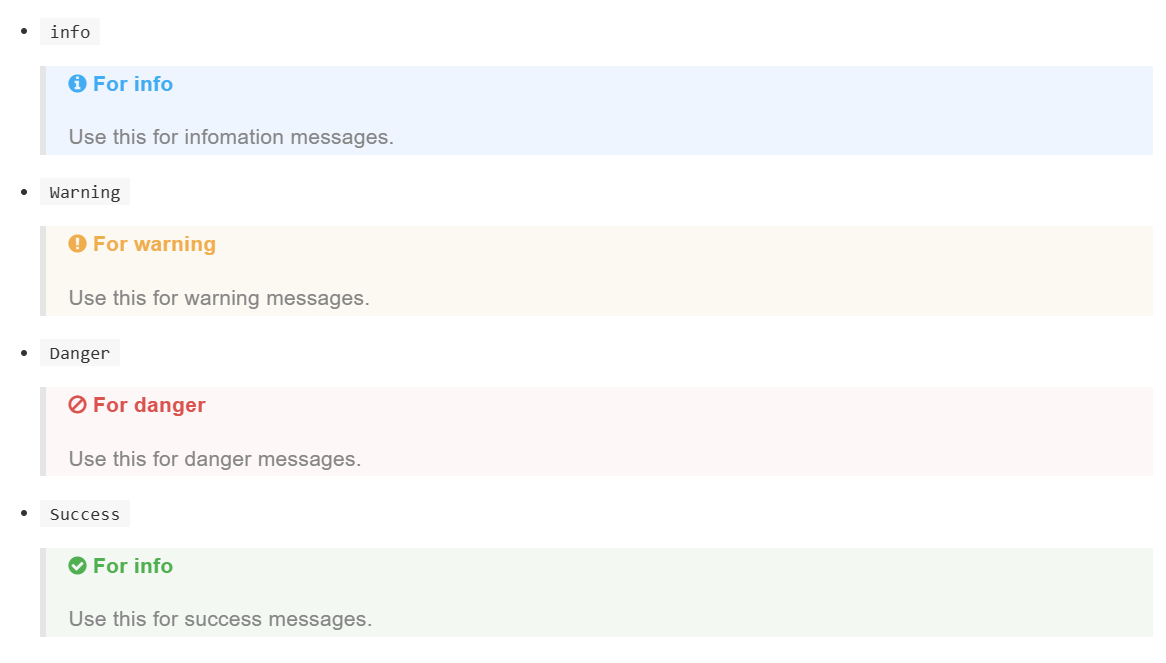 info
For info
Use this for infomation messages.
Warning
For warning
Use this for warning messages.
Danger
For danger
Use this for danger messages.
Success
For info
Use this for success messages.